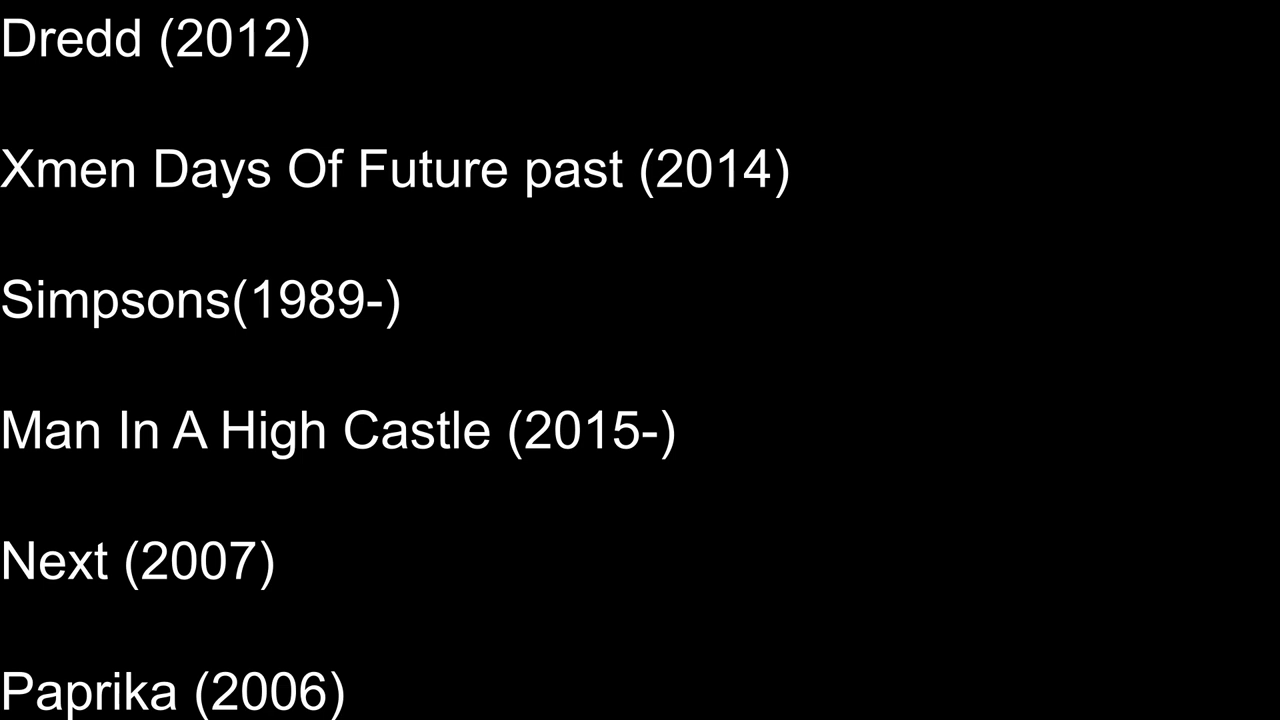 Dredd (2012)
Xmen Days Of Future past (2014)
Simpsons(1989-)
Man In A High Castle (2015-)
Next (2007)
Paprika (2006)